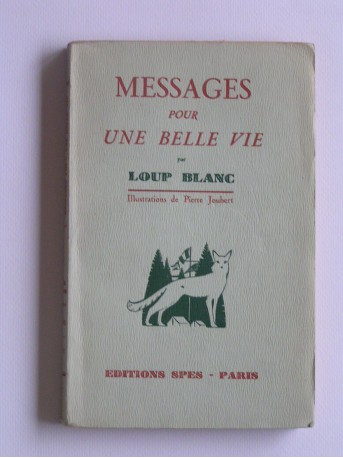 MESSAGES
POUR
UNE BELLE VIE
par
LOUP BLANC
Illustrations de Pierre Joubert
EDITIONS SPES - PARIS